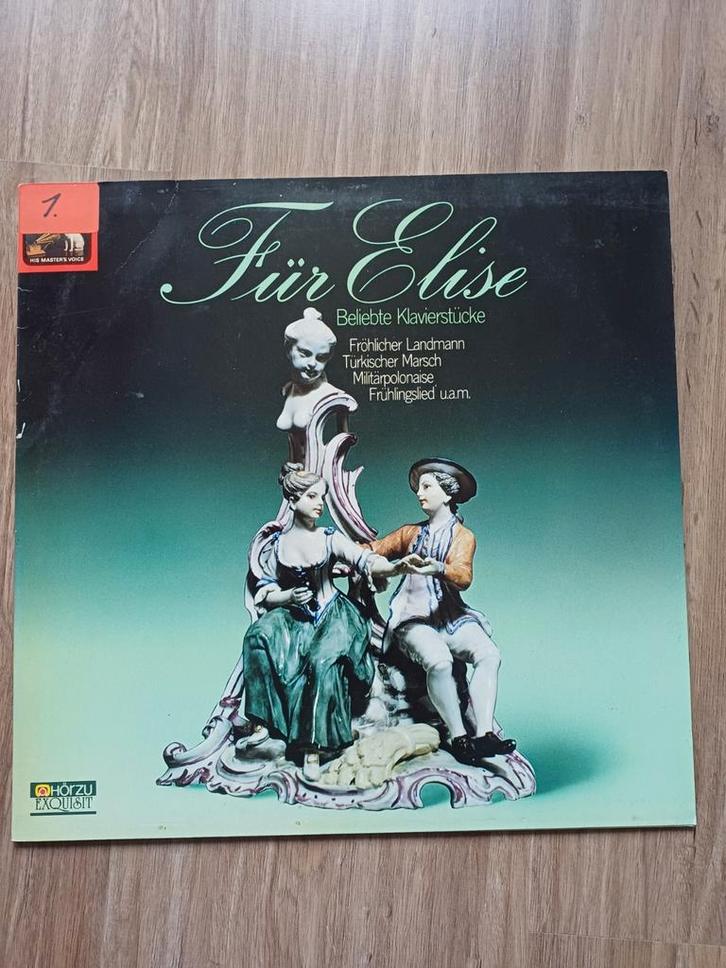 1.
HIS MASTER'S VOICE
Für Elise
Beliebte Klavierstücke
Fröhlicher Landmann
Türkischer Marsch
Militärpolonaise
Frühlingslied u.a.m.
HÖRZU
EXQUISIT